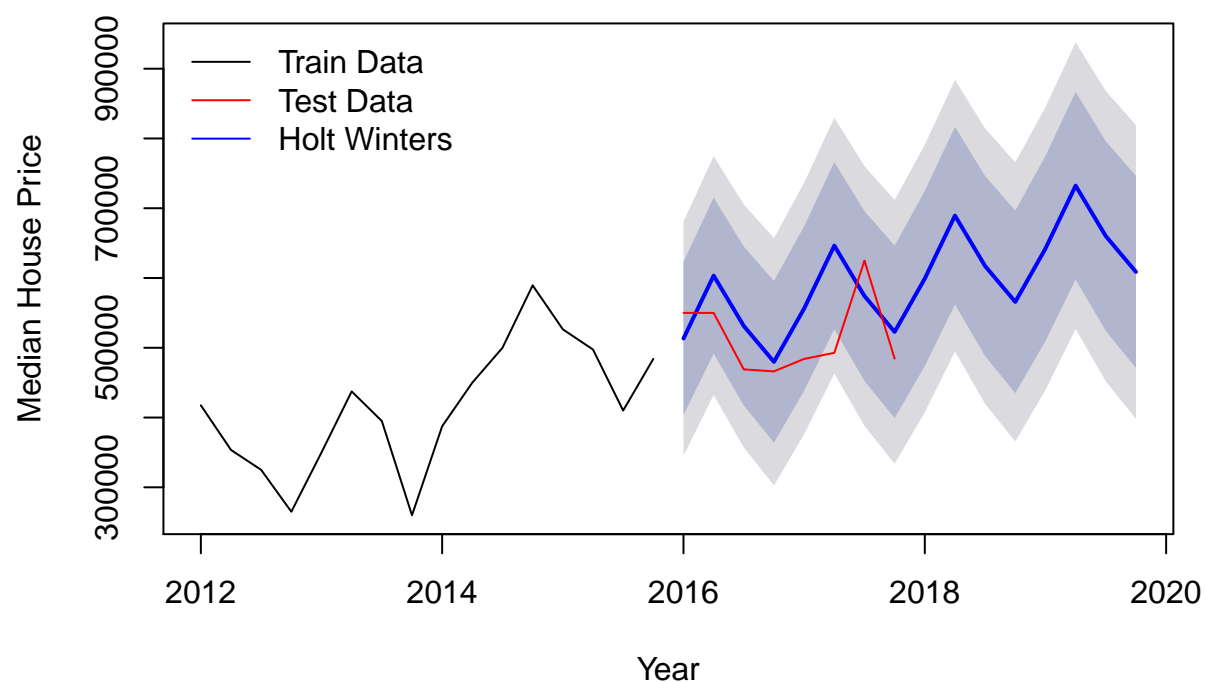 Train Data
Test Data
Holt Winters
Median House Price
900000
700000
500000
300000
2012 2014 2016 2018 2020
Year